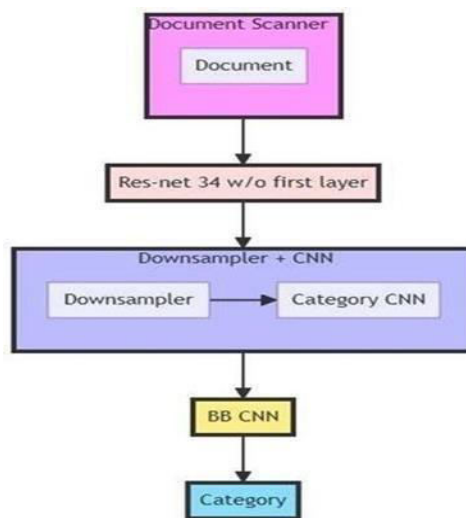 Document Scanner
Document
Res-net 34 w/o first layer
Downsampler + CNN
Downsampler
Category CNN
BB CNN
Category